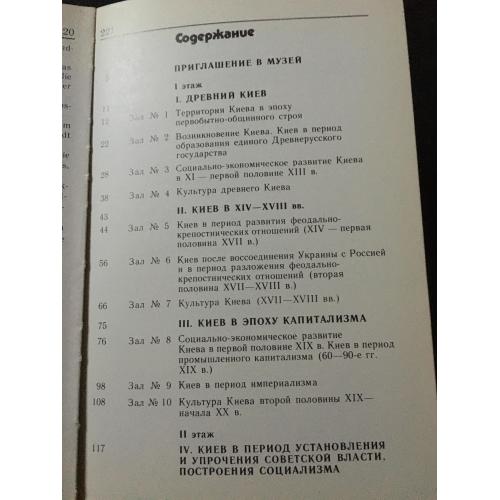 20
221
Содержание
ПРИГЛАШЕНИЕ В МУЗЕЙ
I этаж
I. ДРЕВНИЙ КИЕВ
12 Зал № 1 Территория Киева в эпоху
первобытно-общинного строя
22 Зал № 2 Возникновение Киева. Киев в период
образования единого Древнерусского
государства
28 Зал № 3 Социально-экономическое развитие Киева
в XI — первой половине XIII в.
38 Зал № 4 Культура древнего Киева
43 II. КИЕВ В XIV—XVIII вв.
44 Зал № 5 Киев в период развития феодально-
крепостнических отношений (XIV — первая
половина XVII в.)
56 Зал № 6 Киев после воссоединения Украины с Россией
и в период разложения феодально-
крепостнических отношений (вторая
половина XVII—XVIII в.)
66 Зал № 7 Культура Киева (XVII—XVIII вв.)
75 III. КИЕВ В ЭПОХУ КАПИТАЛИЗМА
76 Зал № 8 Социально-экономическое развитие
Киева в первой половине XIX в. Киев в период
промышленного капитализма (60—90-е гг.
XIX в.)
98 Зал № 9 Киев в период империализма
108 Зал № 10 Культура Киева второй половины XIX—
начала XX в.
II этаж
117 IV. КИЕВ В ПЕРИОД УСТАНОВЛЕНИЯ
И УПРОЧЕНИЯ СОВЕТСКОЙ ВЛАСТИ,
ПОСТРОЕНИЯ СОЦИАЛИЗМА